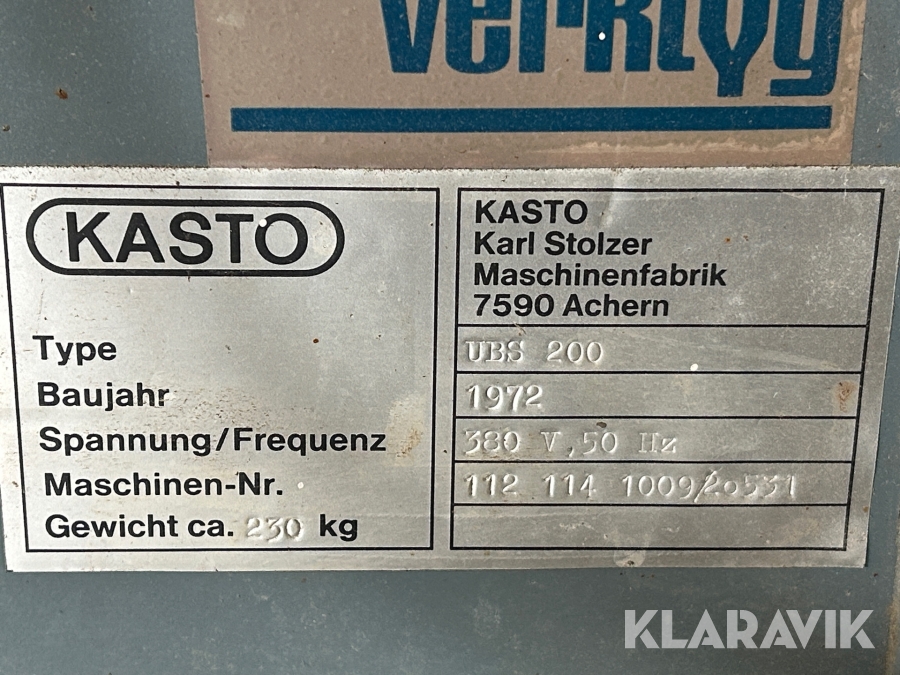 verktyg
KASTO
KASTO
Karl Stolzer
Maschinenfabrik
7590 Achern
Type UBS 200
Baujahr 1972
Spannung/Frequenz 380 V,50 Hz
Maschinen-Nr. 112 114 1009/20531
Gewicht ca. 230 kg
KLARAVIK